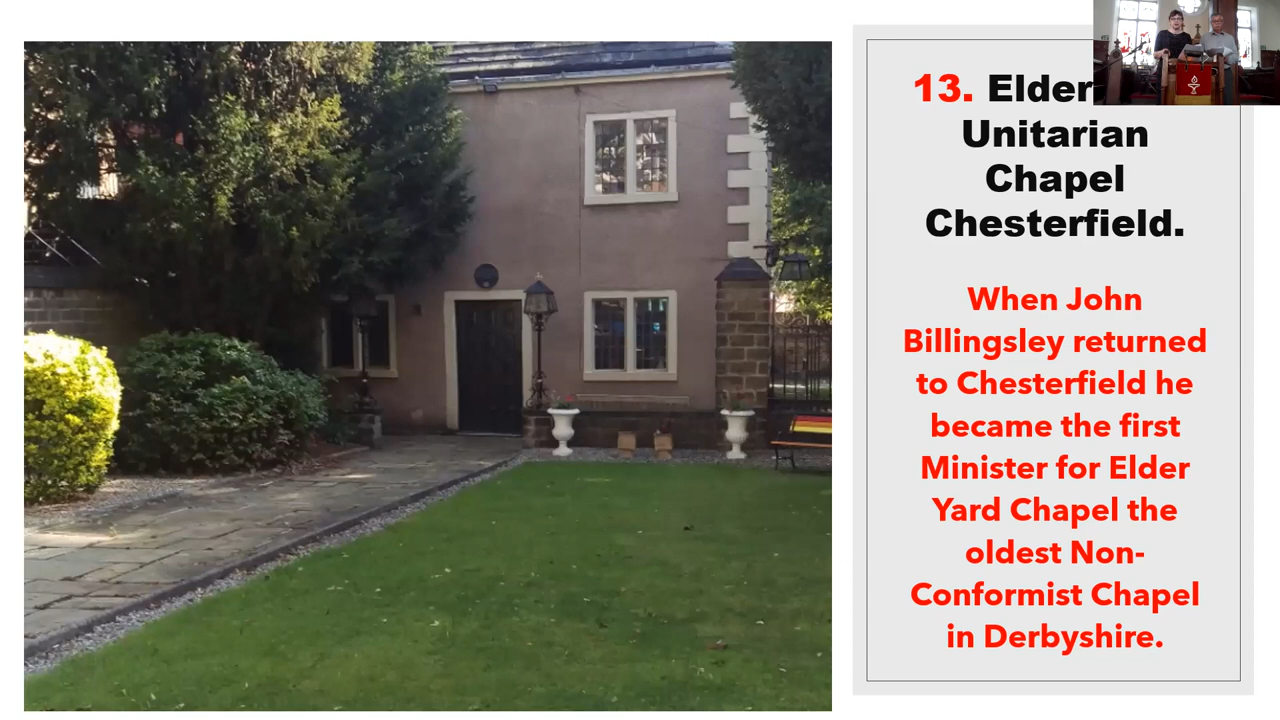 13. Elder
Unitarian
Chapel
Chesterfield.
When John
Billingsley returned
to Chesterfield he
became the first
Minister for Elder
Yard Chapel the
oldest Non-
Conformist Chapel
in Derbyshire.